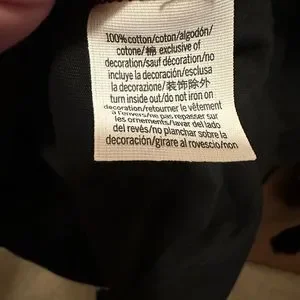 100%cotton/coton/algodón/
cotone/棉 exclusive of
decoration/sauf décoration/no
incluye la decoración/esclusa
la decorazione/装饰除外
turn inside out/do not iron on
decoration/retourner le vêtement
à l'envers/ne pas repasser sur
les ornements/lavar del lado
del revés/no planchar sobre la
decoración/girare al rovescio/non